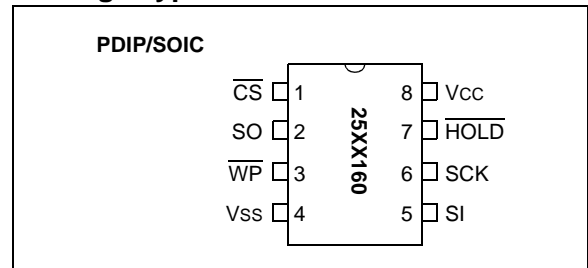 PDIP/SOIC
CS 1 8 VCC
SO 2 7 HOLD
WP 3 6 SCK
VSS 4 5 SI
25XX160